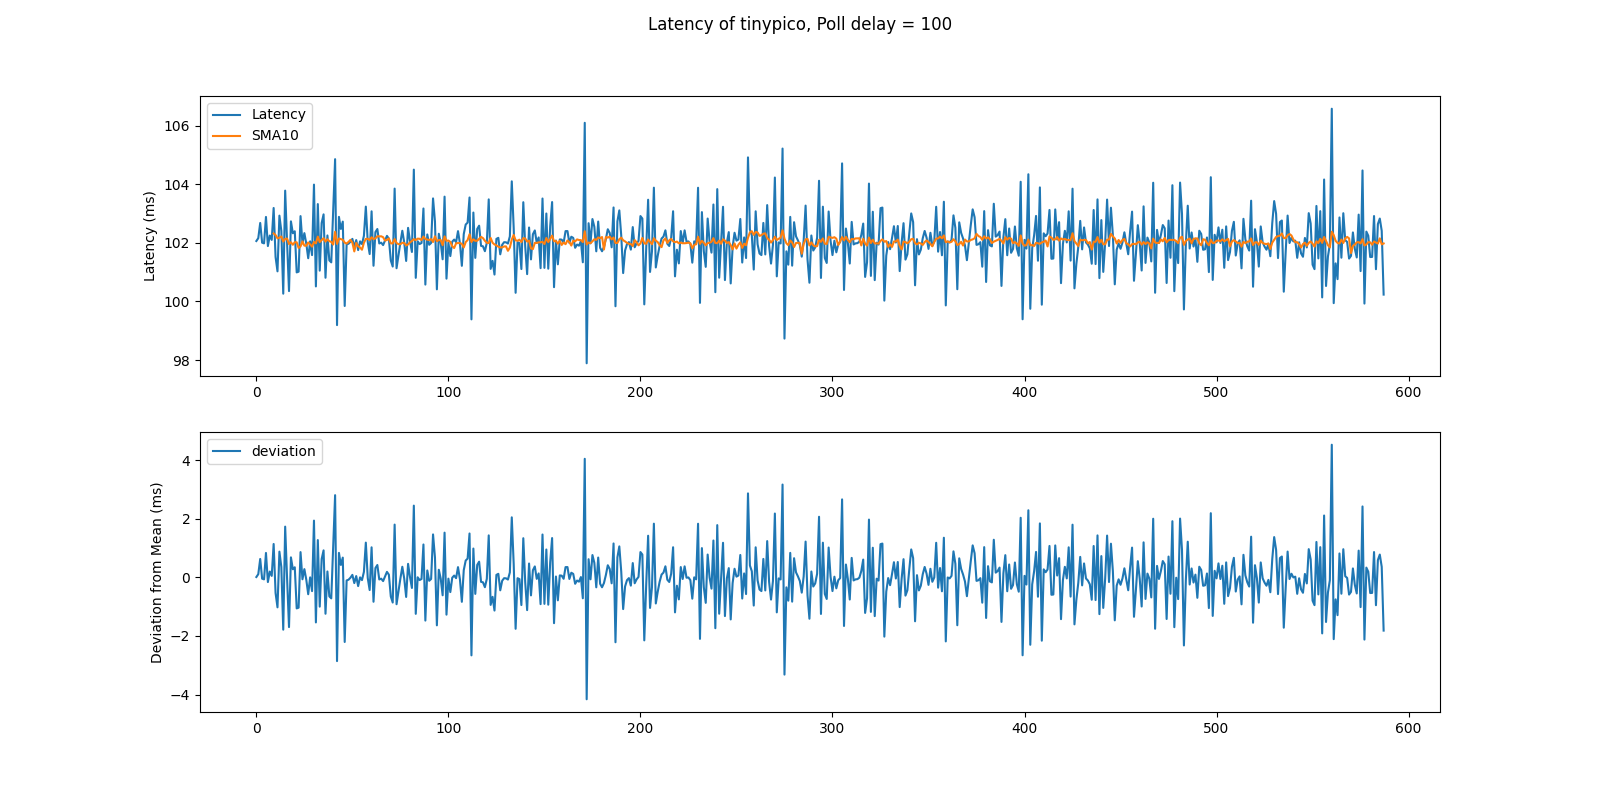 Latency of tinypico, Poll delay = 100
Latency
SMA10
Latency (ms)
106
104
102
100
98
0 100 200 300 400 500 600
deviation
Deviation from Mean (ms)
4
2
0
−2
−4
0 100 200 300 400 500 600